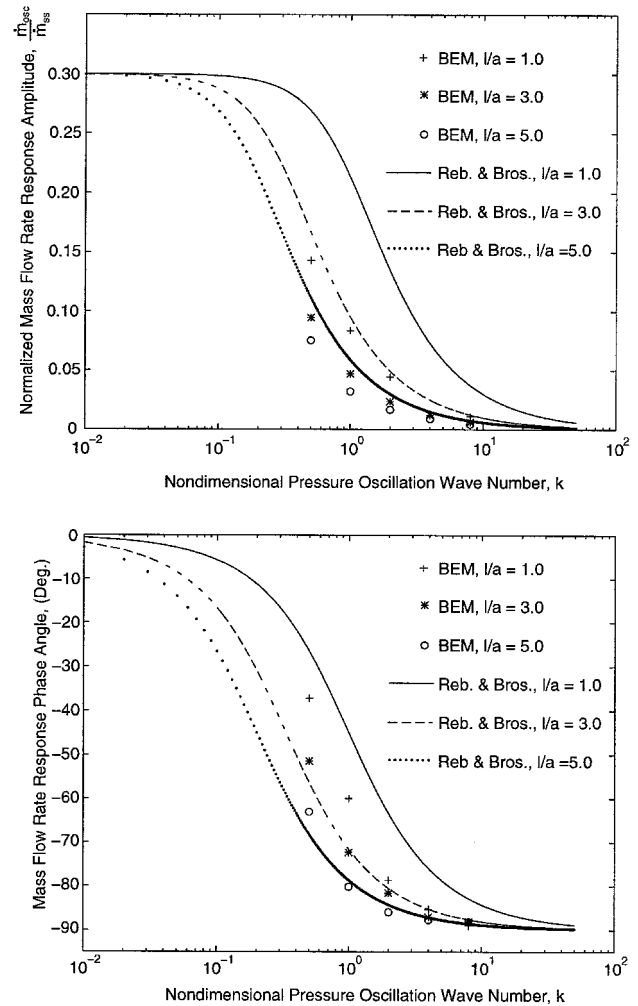 Normalized Mass Flow Rate Response Amplitude, ṁosc / ṁss
0.30
0.25
0.20
0.15
0.10
0.05
0
+ BEM, l/a = 1.0
* BEM, l/a = 3.0
o BEM, l/a = 5.0
Reb. & Bros., l/a = 1.0
Reb. & Bros., l/a = 3.0
Reb & Bros., l/a =5.0
10⁻² 10⁻¹ 10⁰ 10¹ 10²
Nondimensional Pressure Oscillation Wave Number, k
Mass Flow Rate Response Phase Angle, (Deg.)
0
−10
−20
−30
−40
−50
−60
−70
−80
−90
+ BEM, l/a = 1.0
* BEM, l/a = 3.0
o BEM, l/a = 5.0
Reb. & Bros., l/a = 1.0
Reb. & Bros., l/a = 3.0
Reb & Bros., l/a =5.0
10⁻² 10⁻¹ 10⁰ 10¹ 10²
Nondimensional Pressure Oscillation Wave Number, k